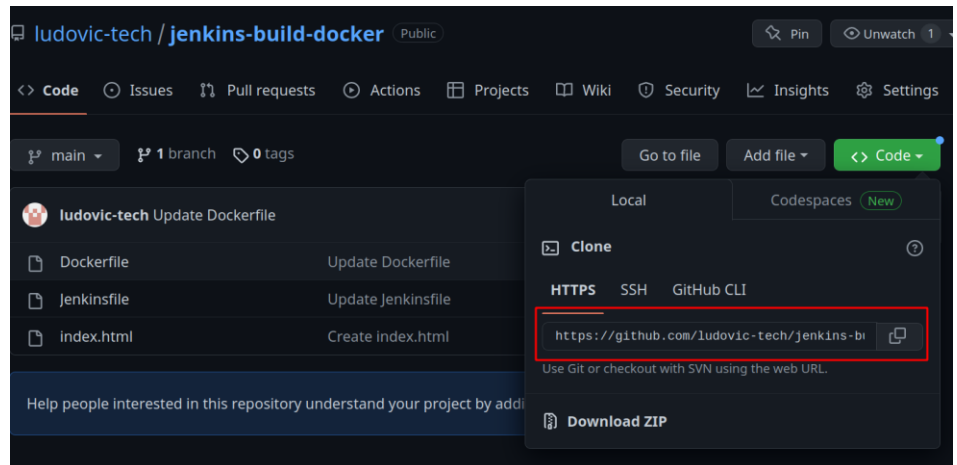 ludovic-tech / jenkins-build-docker Public Pin Unwatch 1
Code Issues Pull requests Actions Projects Wiki Security Insights Settings
main 1 branch 0 tags Go to file Add file Code
Local Codespaces New
ludovic-tech Update Dockerfile
Clone
Dockerfile Update Dockerfile
HTTPS SSH GitHub CLI
Jenkinsfile Update Jenkinsfile
https://github.com/ludovic-tech/jenkins-bu
index.html Create index.html
Use Git or checkout with SVN using the web URL.
Help people interested in this repository understand your project by addi
Download ZIP